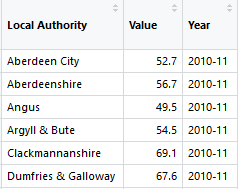 Local Authority Value Year
Aberdeen City 52.7 2010-11
Aberdeenshire 56.7 2010-11
Angus 49.5 2010-11
Argyll & Bute 54.5 2010-11
Clackmannanshire 69.1 2010-11
Dumfries & Galloway 67.6 2010-11